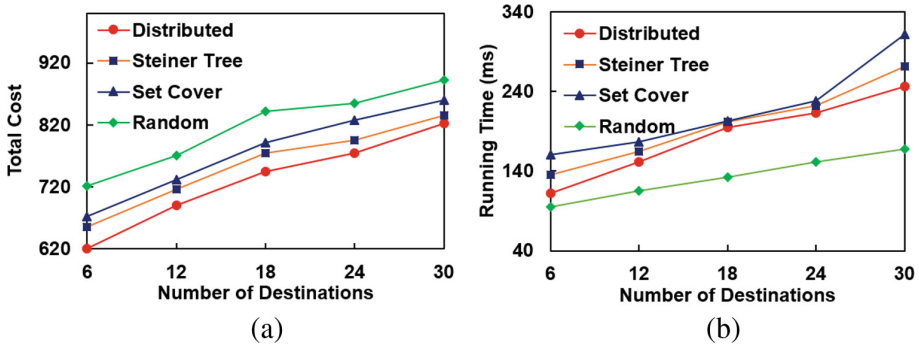 Total Cost
920
820
720
620
Distributed
Steiner Tree
Set Cover
Random
6 12 18 24 30
Number of Destinations
(a)
Running Time (ms)
340
240
140
40
Distributed
Steiner Tree
Set Cover
Random
6 12 18 24 30
Number of Destinations
(b)